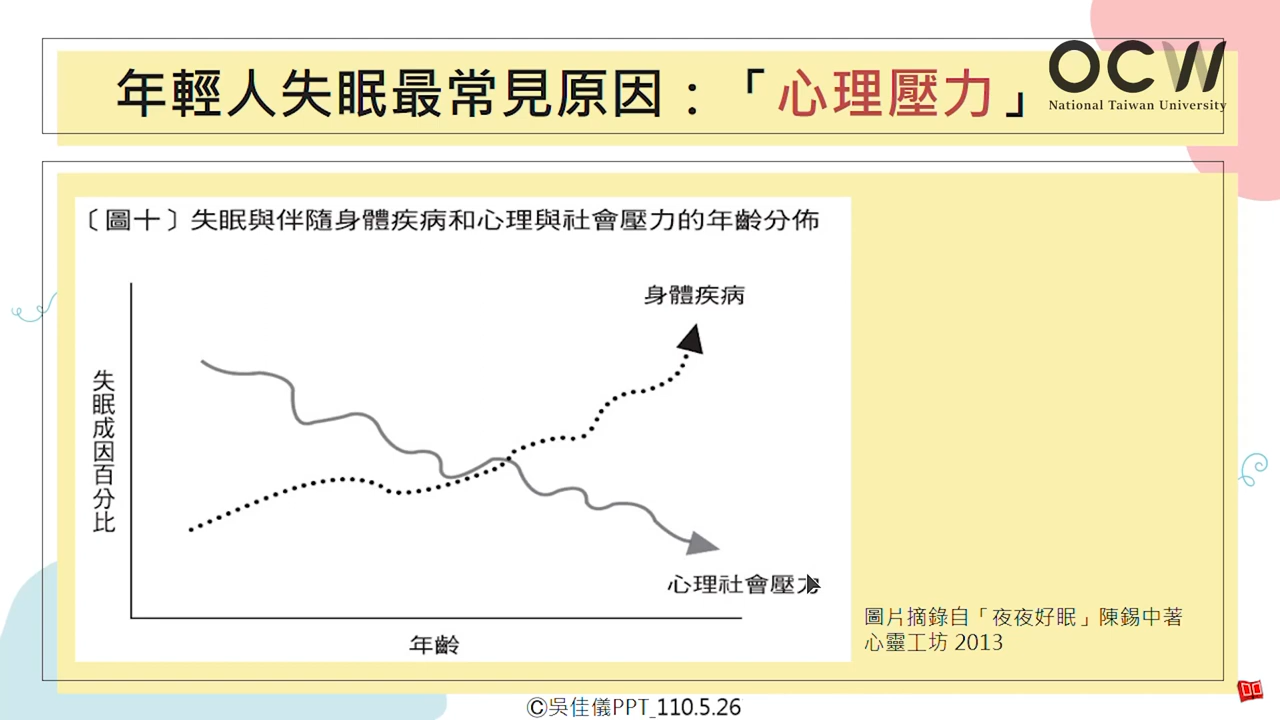 年輕人失眠最常見原因：「心理壓力」
OCW
National Taiwan University
〔圖十〕失眠與伴隨身體疾病和心理與社會壓力的年齡分佈
身體疾病
失眠成因百分比
心理社會壓力
年齡
圖片摘錄自「夜夜好眠」陳錫中著
心靈工坊 2013
©吳佳儀PPT_110.5.26